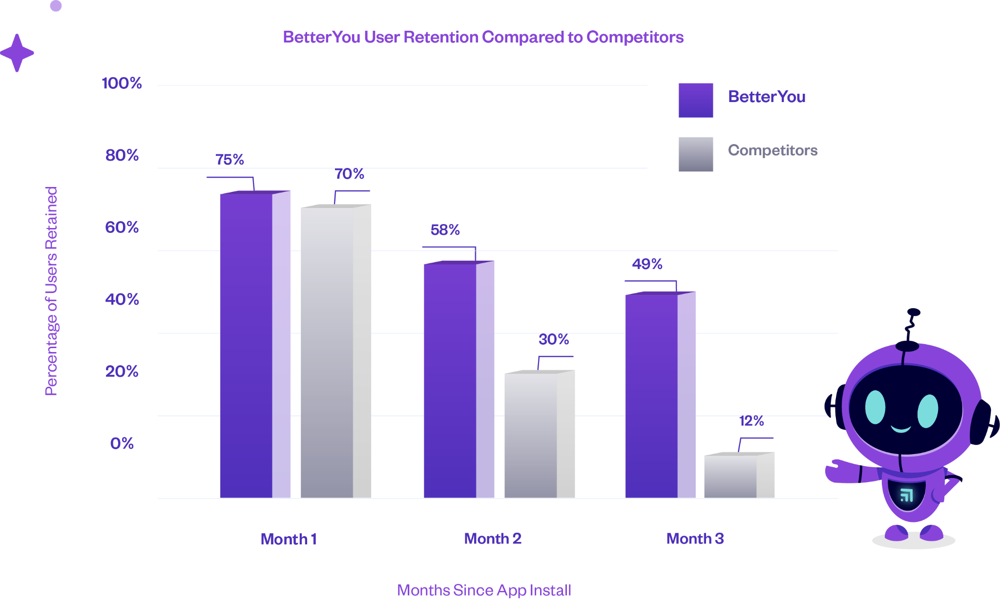 BetterYou User Retention Compared to Competitors
100%
80%
60%
40%
20%
0%
Percentage of Users Retained
75%
70%
58%
30%
49%
12%
BetterYou
Competitors
Month 1
Month 2
Month 3
Months Since App Install